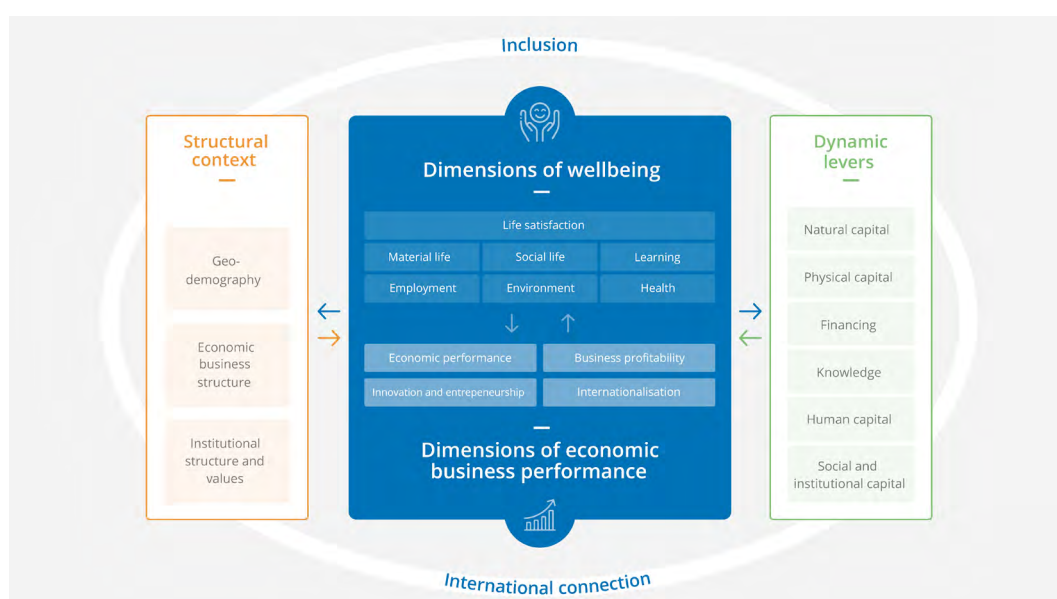 Inclusion
Structural
context
Geo-
demography
Economic
business
structure
Institutional
structure and
values
Dimensions of wellbeing
Life satisfaction
Material life
Social life
Learning
Employment
Environment
Health
Economic performance
Business profitability
Innovation and entrepeneurship
Internationalisation
Dimensions of economic
business performance
Dynamic
levers
Natural capital
Physical capital
Financing
Knowledge
Human capital
Social and
institutional capital
International connection